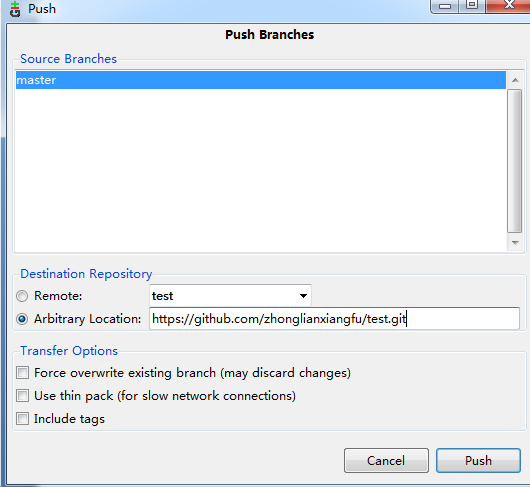 Push
Push Branches
Source Branches
master
Destination Repository
Remote: test
Arbitrary Location: https://github.com/zhonglianxiangfu/test.git
Transfer Options
Force overwrite existing branch (may discard changes)
Use thin pack (for slow network connections)
Include tags
Cancel Push